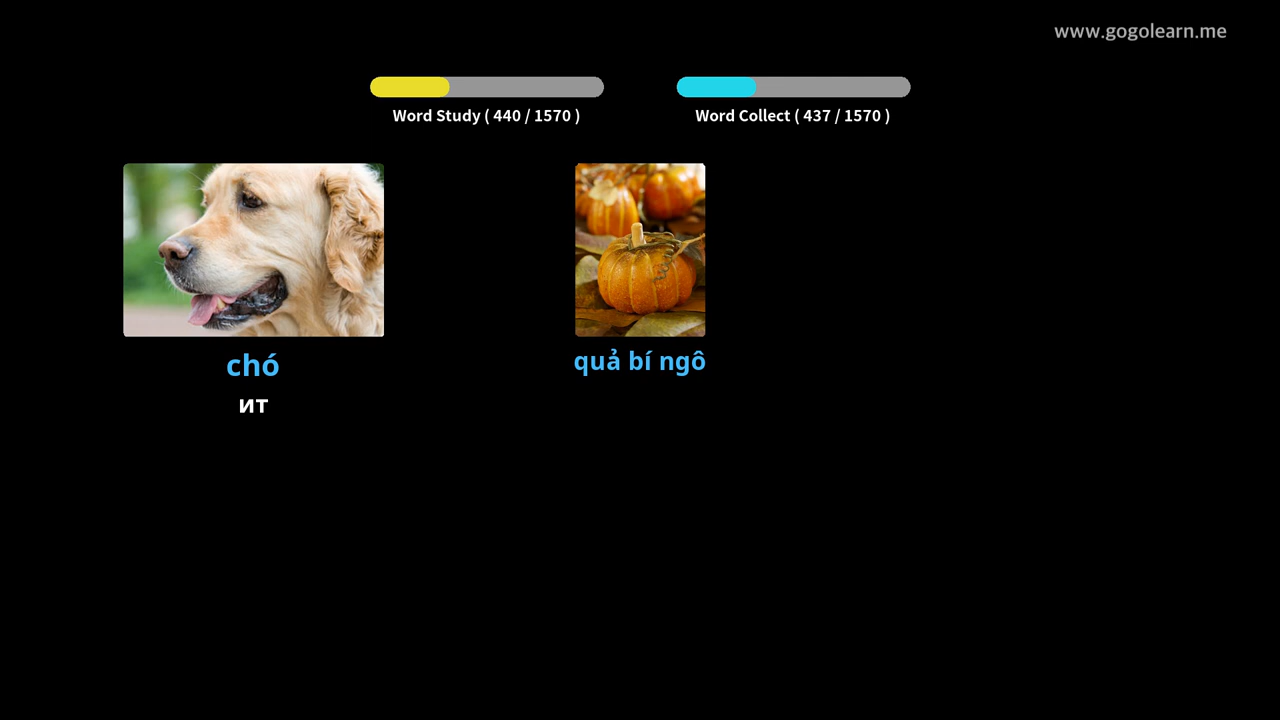 www.gogolearn.me
Word Study ( 440 / 1570 )
Word Collect ( 437 / 1570 )
chó
ит
quả bí ngô